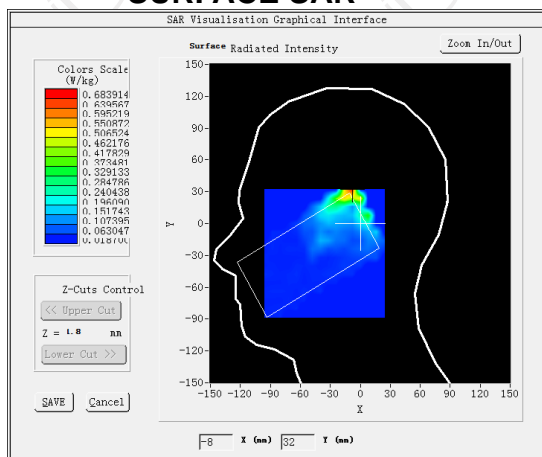 SURFACE SAR
SAR Visualisation Graphical Interface
Surface Radiated Intensity
Zoom In/Out
Colors Scale
(W/kg)
0.683914
0.639567
0.595219
0.550872
0.506524
0.462176
0.417829
0.373481
0.329133
0.284786
0.240438
0.196090
0.151743
0.107395
0.063047
0.018700
Z-Cuts Control
<< Upper Cut
Z = 1.8 mm
Lower Cut >>
SAVE Cancel
150
120
90
60
30
0
-30
-60
-90
-120
-150
Y
-150 -120 -90 -60 -30 0 30 60 90 120 150
X
-8 X (mm) 32 Y (mm)